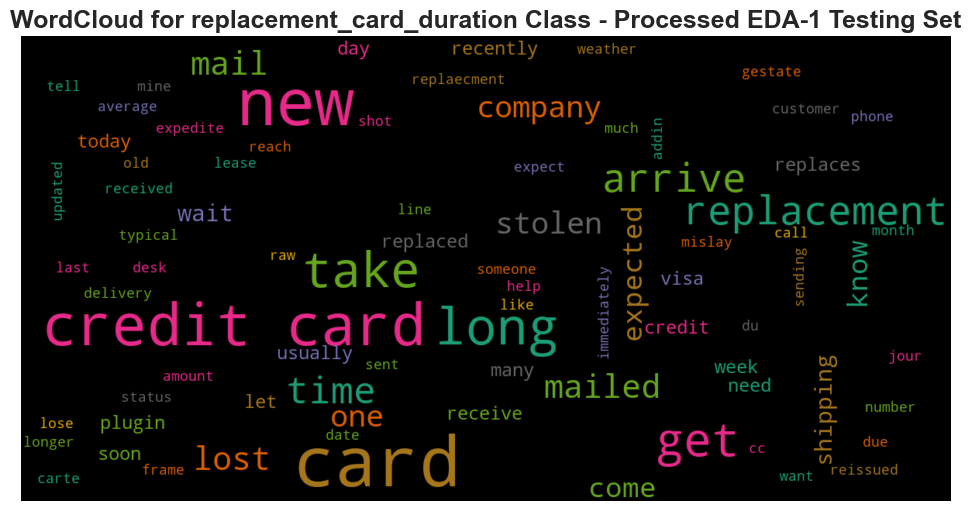 WordCloud for replacement_card_duration Class - Processed EDA-1 Testing Set
day
recently
weather
mail
new
replaecment
gestate
tell
mine
average
company
customer
phone
expedite
shot
much
addin
today
reach
old
lease
expect
arrive
replaces
updated
received
wait
line
stolen
replacement
typical
replaced
expected
mislay
call
month
know
last
desk
raw
take
someone
help
like
immediately
visa
sending
delivery
credit card
long
credit
du
usually
sent
many
week
jour
amount
status
time
mailed
need
shipping
let
one
receive
number
lose
plugin
date
longer
soon
lost
card
get
cc
due
frame
reissued
carte
come
want